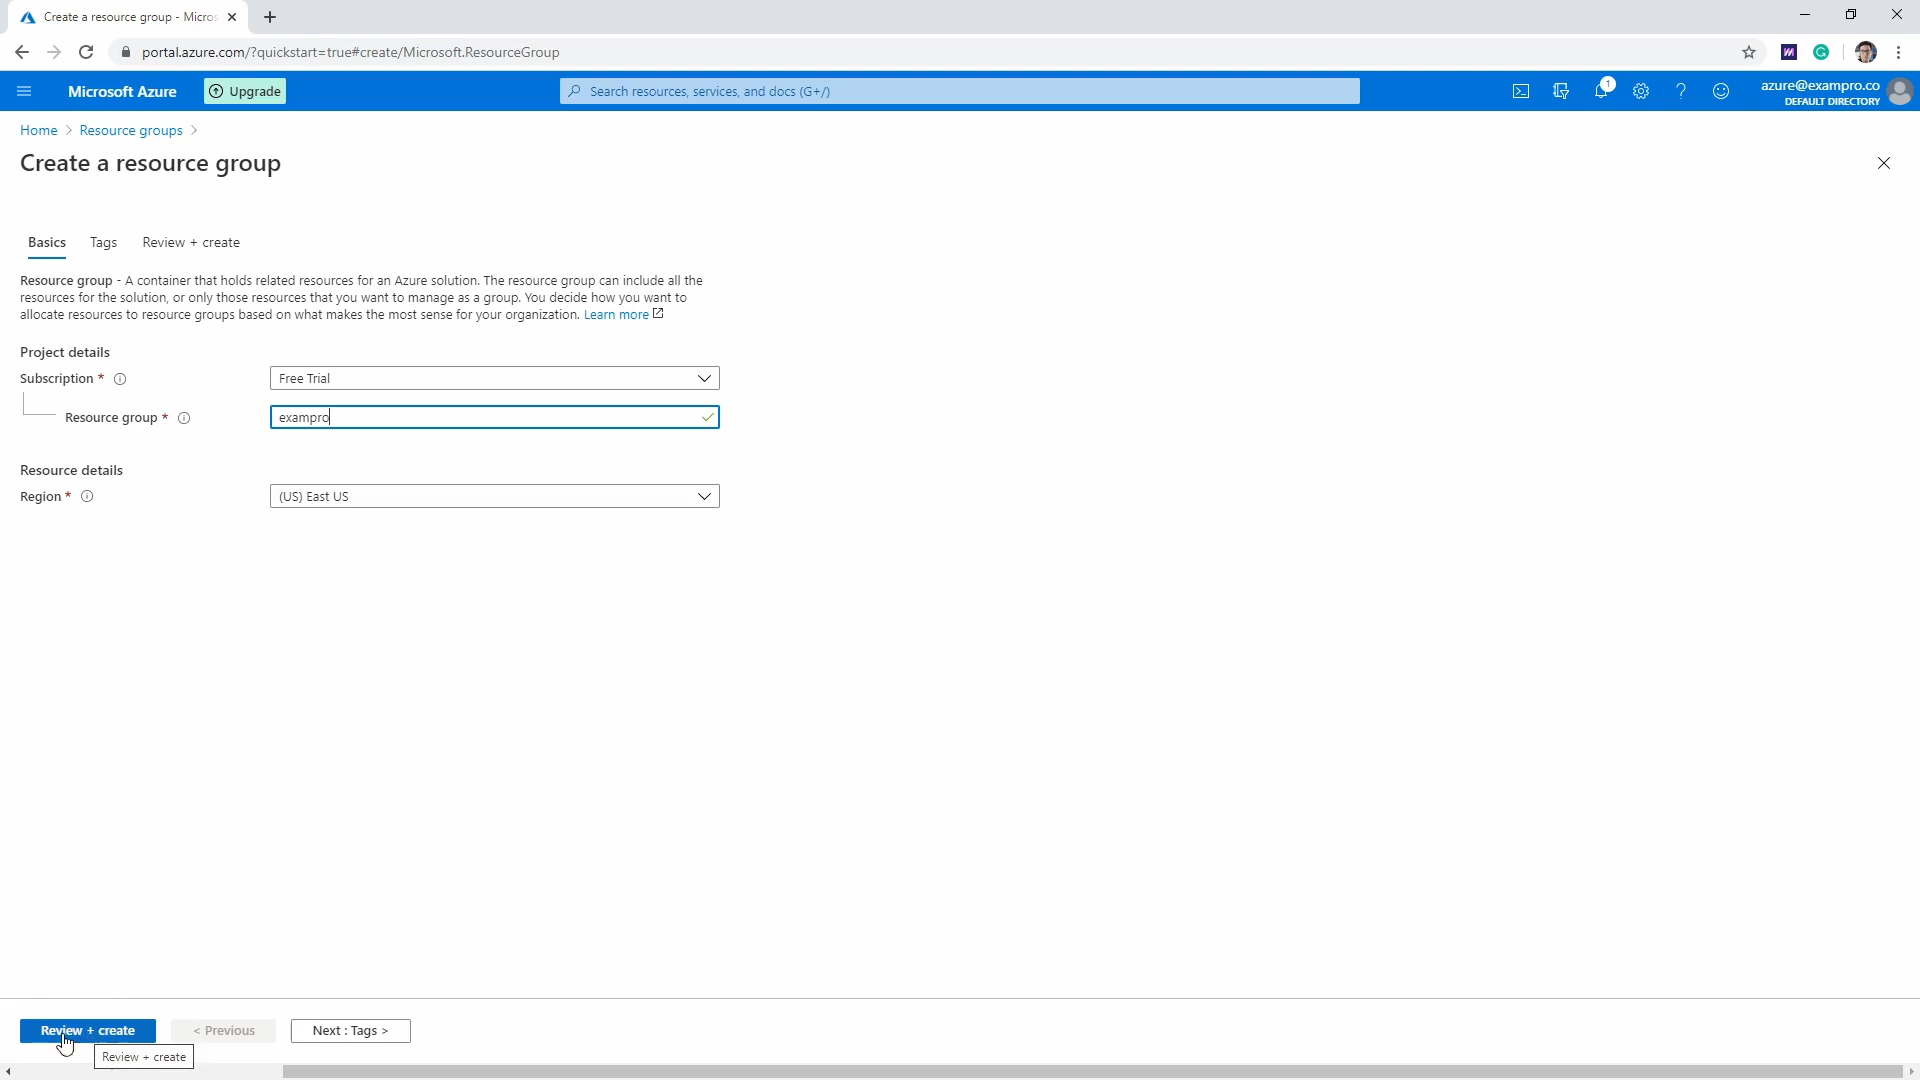 Create a resource group - Micros
portal.azure.com/?quickstart=true#create/Microsoft.ResourceGroup
Microsoft Azure
Upgrade
Search resources, services, and docs (G+/)
1
azure@exampro.co
DEFAULT DIRECTORY
Home > Resource groups >
Create a resource group
Basics
Tags
Review + create
Resource group - A container that holds related resources for an Azure solution. The resource group can include all the
resources for the solution, or only those resources that you want to manage as a group. You decide how you want to
allocate resources to resource groups based on what makes the most sense for your organization. Learn more
Project details
Subscription *
Free Trial
Resource group *
exampro
Resource details
Region *
(US) East US
Review + create
< Previous
Next : Tags >
Review + create